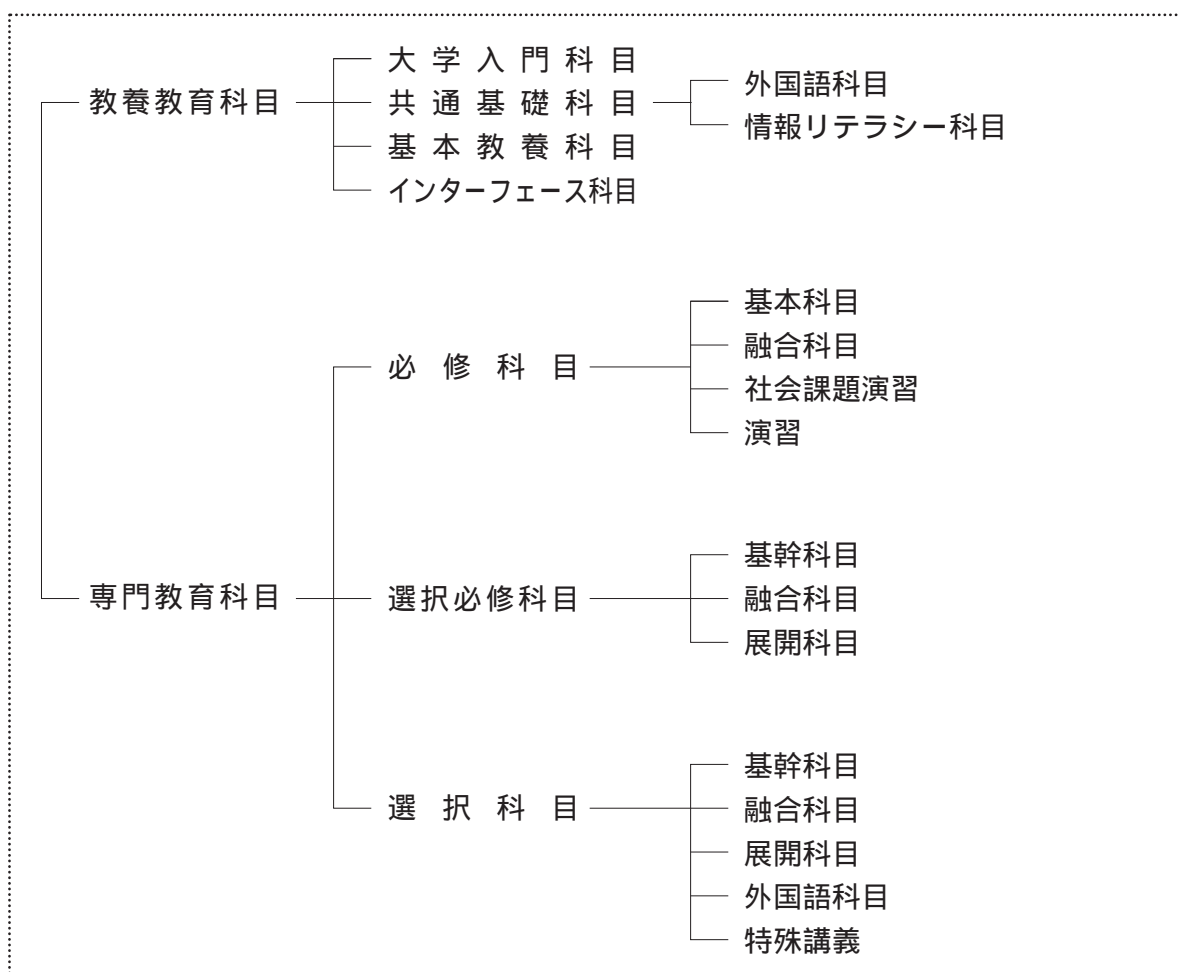 教養教育科目
大学入門科目
共通基礎科目
基本教養科目
インターフェース科目
外国語科目
情報リテラシー科目
専門教育科目
必修科目
基本科目
融合科目
社会課題演習
演習
選択必修科目
基幹科目
融合科目
展開科目
選択科目
基幹科目
融合科目
展開科目
外国語科目
特殊講義